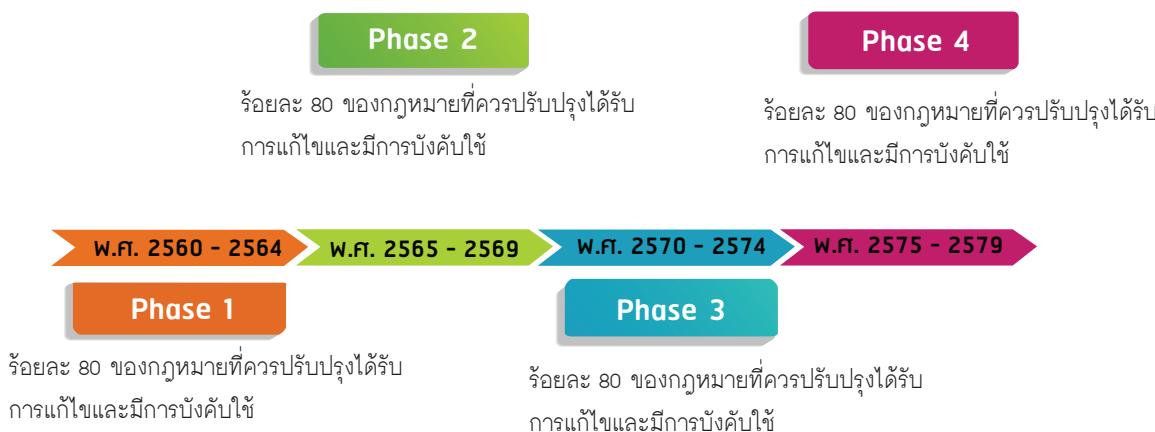 Phase 2
ร้อยละ 80 ของกฎหมายที่ควรปรับปรุงได้รับ
การแก้ไขและมีการบังคับใช้
Phase 4
ร้อยละ 80 ของกฎหมายที่ควรปรับปรุงได้รับ
การแก้ไขและมีการบังคับใช้
พ.ศ. 2560 - 2564
พ.ศ. 2565 - 2569
พ.ศ. 2570 - 2574
พ.ศ. 2575 - 2579
Phase 1
ร้อยละ 80 ของกฎหมายที่ควรปรับปรุงได้รับ
การแก้ไขและมีการบังคับใช้
Phase 3
ร้อยละ 80 ของกฎหมายที่ควรปรับปรุงได้รับ
การแก้ไขและมีการบังคับใช้